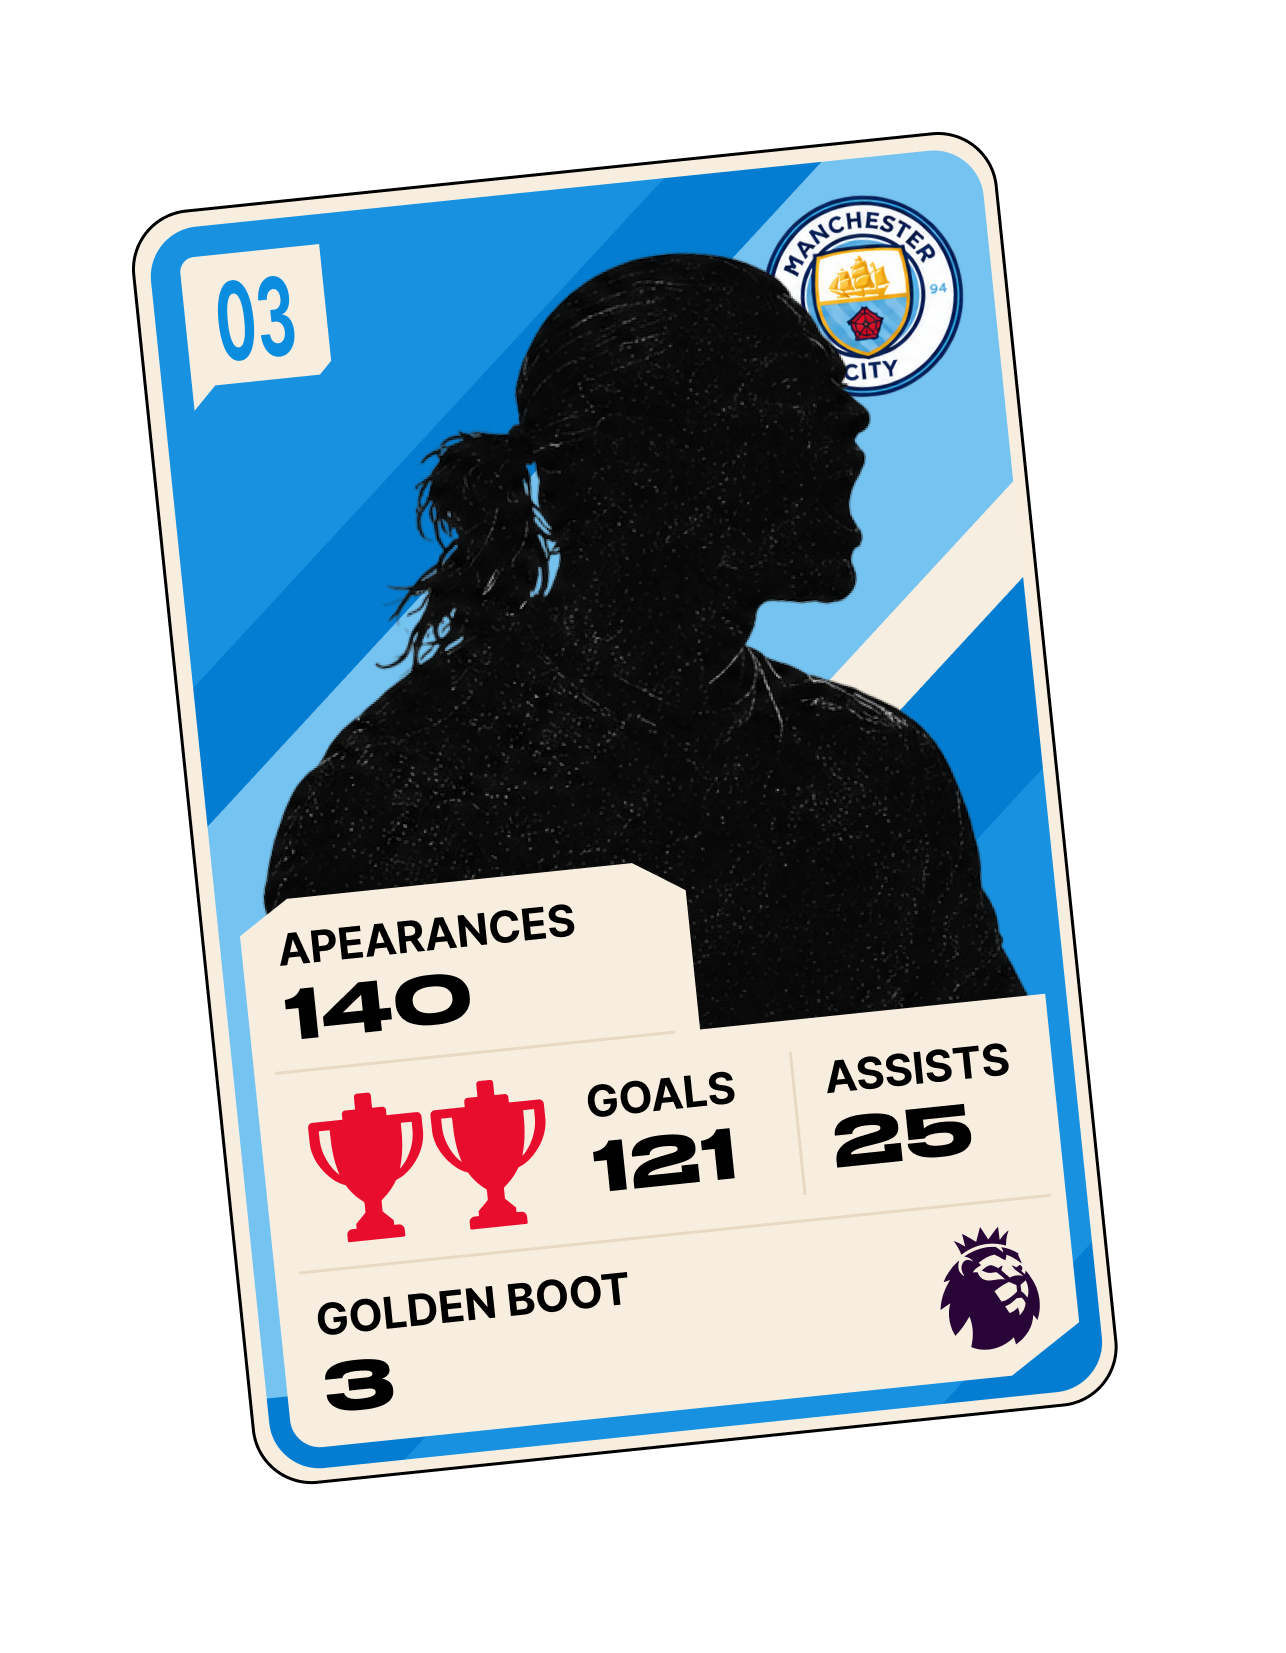 03
MANCHESTER
94
CITY
APEARANCES
140
GOALS
121
ASSISTS
25
GOLDEN BOOT
3